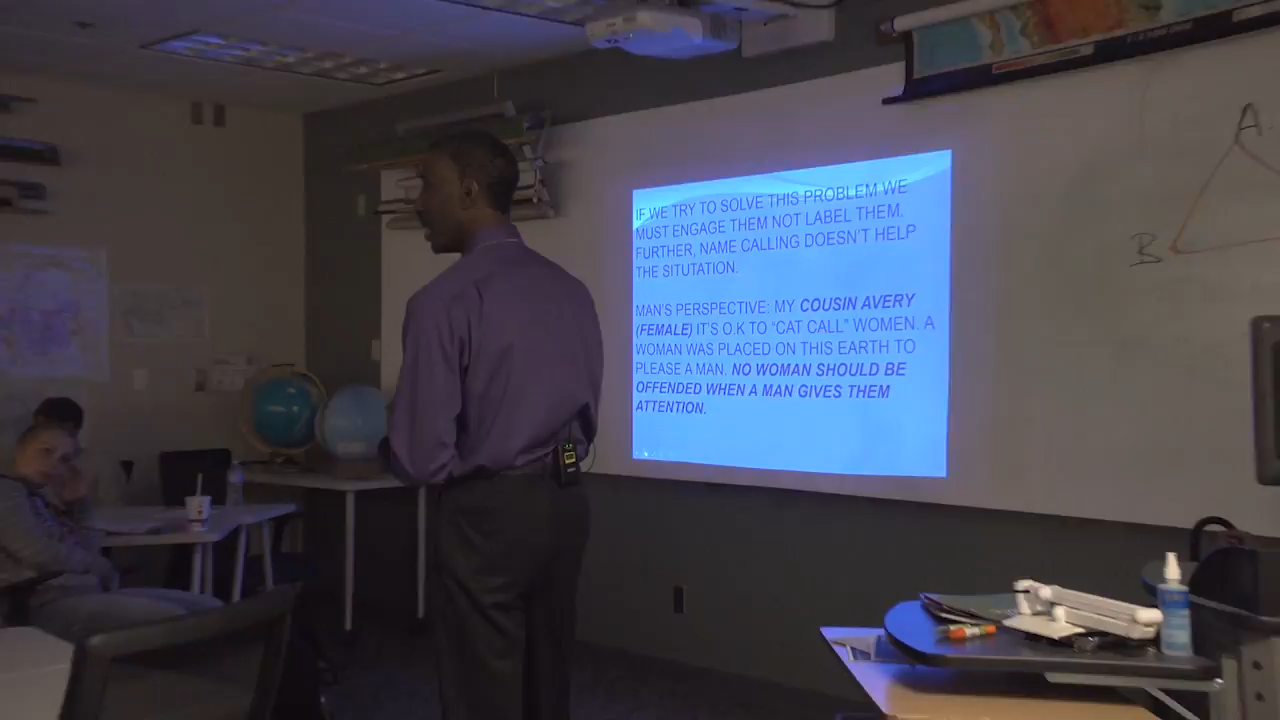 IF WE TRY TO SOLVE THIS PROBLEM WE
MUST ENGAGE THEM NOT LABEL THEM.
FURTHER, NAME CALLING DOESN'T HELP
THE SITUTATION.
MAN'S PERSPECTIVE: MY COUSIN AVERY
(FEMALE) IT'S O.K TO "CAT CALL" WOMEN. A
WOMAN WAS PLACED ON THIS EARTH TO
PLEASE A MAN. NO WOMAN SHOULD BE
OFFENDED WHEN A MAN GIVES THEM
ATTENTION.
A
B